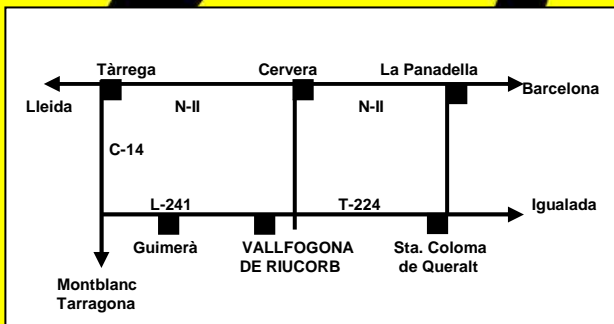 Tàrrega
Cervera
La Panadella
Lleida
N-II
N-II
Barcelona
C-14
L-241
T-224
Igualada
Guimerà
VALLFOGONA
DE RIUCORB
Sta. Coloma
de Queralt
Montblanc
Tarragona